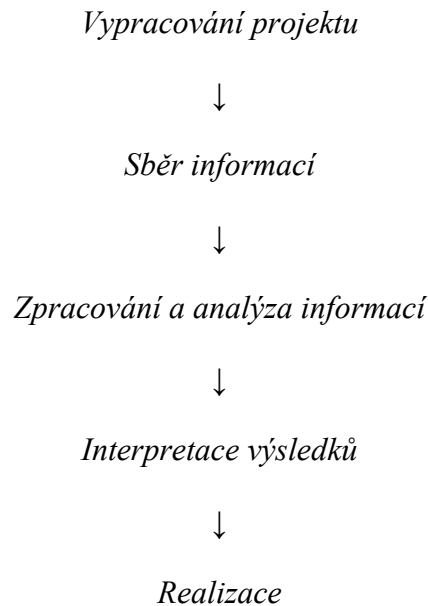 Vypracování projektu
↓
Sběr informací
↓
Zpracování a analýza informací
↓
Interpretace výsledků
↓
Realizace